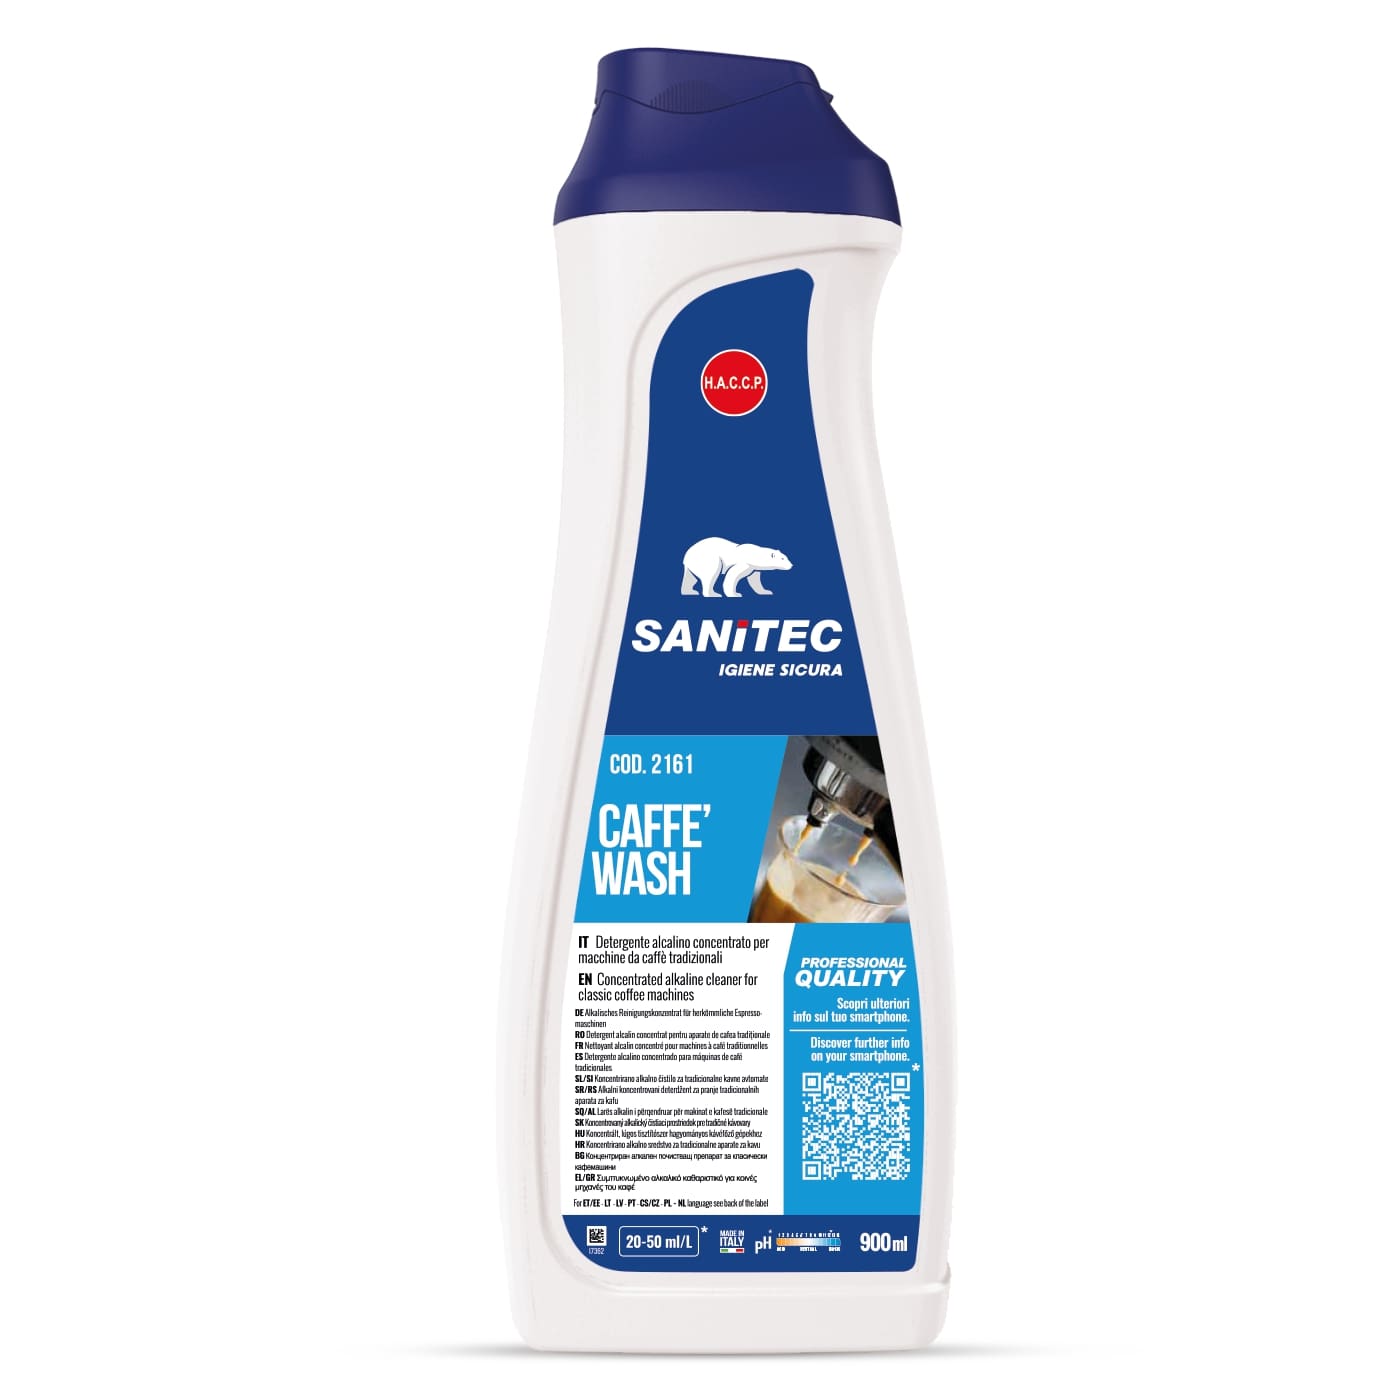 H.A.C.C.P.
SANiTEC
IGIENE SICURA
COD. 2161
CAFFE'
WASH
IT Detergente alcalino concentrato per
macchine da caffè tradizionali
EN Concentrated alkaline cleaner for
classic coffee machines
DE Alkalisches Reinigungskonzentrat für herkömmliche Espresso-
maschinen
RO Detergent alcalin concentrat pentru aparate de cafea tradiționale
FR Nettoyant alcalin concentré pour machines à café traditionnelles
ES Detergente alcalino concentrado para máquinas de café
tradicionales
SL/SI Koncentrirano alkalno čistilo za tradicionalne kavne avtomate
SR/RS Alkalni koncentrovani deterdžent za pranje tradicionalnih
aparata za kafu
SQ/AL Larës alkalin i përqendruar për makinat e kafesë tradicionale
SK Koncentrovaný alkalický čistiaci prostriedok pre tradičné kávovary
HU Koncentrált, lúgos tisztítószer hagyományos kávéfőző gépekhez
HR Koncentrirano alkalno sredstvo za tradicionalne aparate za kavu
BG Концентриран алкален почистващ препарат за класически
кафемашини
EL/GR Συμπυκνωμένο αλκαλικό καθαριστικό για κοινές
μηχανές του καφέ
For ET/EE - LT - LV - PT - CS/CZ - PL - NL language see back of the label
PROFESSIONAL
QUALITY
Scopri ulteriori
info sul tuo smartphone.
Discover further info
on your smartphone.
*
17362
20-50 ml/L *
MADE IN
ITALY
pH*
ACID NEUTRAL BASIC
900 ml